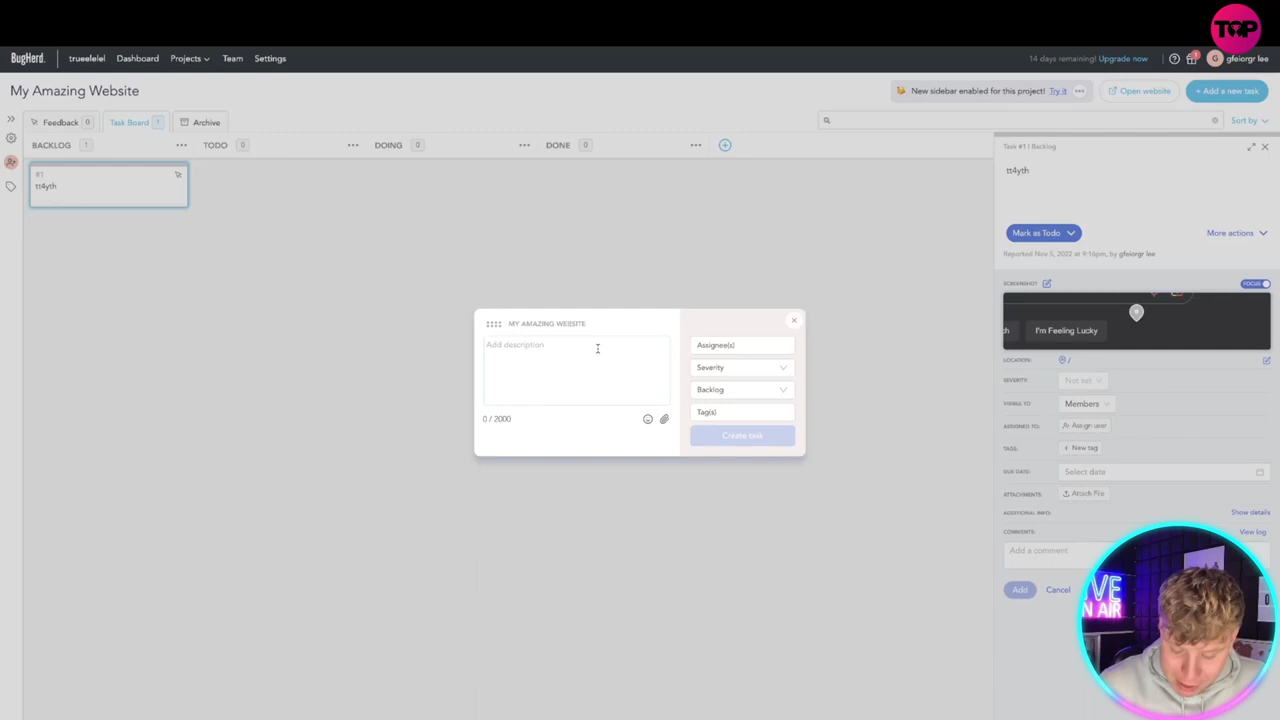 TOP
BugHerd.
trueelelel
Dashboard
Projects
Team
Settings
14 days remaining! Upgrade now
1
G
gfeiorgr lee
My Amazing Website
New sidebar enabled for this project! Try it
Open website
+ Add a new task
Feedback 0
Task Board 1
Archive
Sort by
BACKLOG 1
TODO 0
DOING 0
DONE 0
#1
tt4yth
Task #1 | Backlog
tt4yth
Mark as Todo
More actions
Reported Nov 5, 2022 at 9:16pm, by gfeiorgr lee
SCREENSHOT
FOCUS
I'm Feeling Lucky
LOCATION: /
SEVERITY: Not set
VISIBLE TO: Members
ASSIGNED TO: Assign user
TAGS: + New tag
DUE DATE: Select date
ATTACHMENTS: Attach File
ADDITIONAL INFO: Show details
COMMENTS: View log
Add a comment
Add
Cancel
MY AMAZING WEBSITE
Add description
0 / 2000
Assignee(s)
Severity
Backlog
Tag(s)
Create task
ON AIR